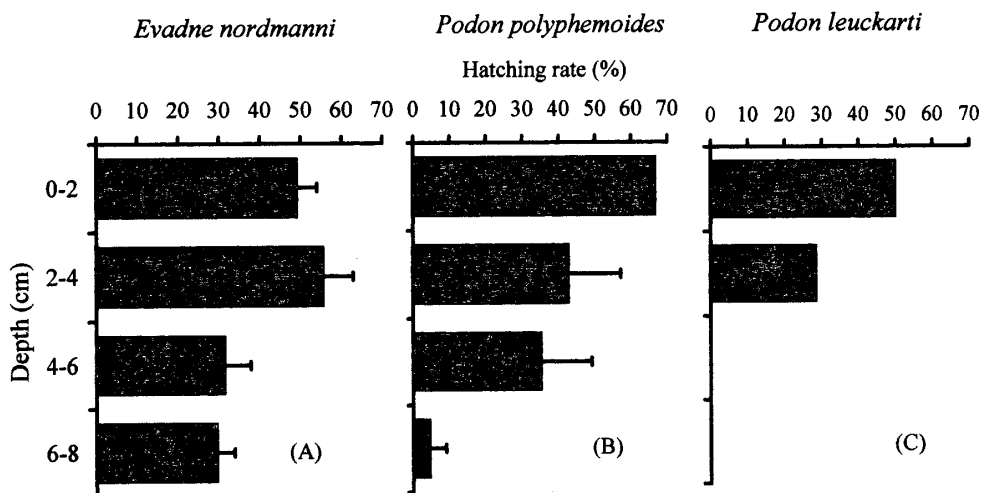 Evadne nordmanni Podon polyphemoides Podon leuckarti
Hatching rate (%)
0 10 20 30 40 50 60 70 0 10 20 30 40 50 60 70 0 10 20 30 40 50 60 70
Depth (cm)
0-2
2-4
4-6
6-8
(A) (B) (C)